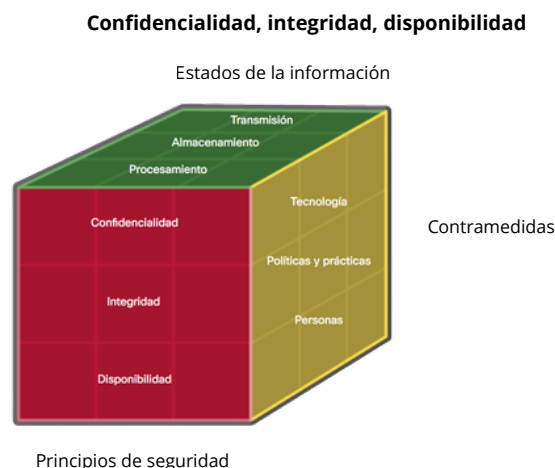 Confidencialidad, integridad, disponibilidad
Estados de la información
Transmisión
Almacenamiento
Procesamiento
Confidencialidad
Integridad
Disponibilidad
Tecnología
Políticas y prácticas
Personas
Contramedidas
Principios de seguridad